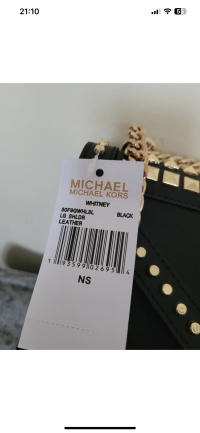 21:10
MICHAEL
MICHAEL KORS
WHITNEY
LG SHLDR BLACK
LEATHER
NS